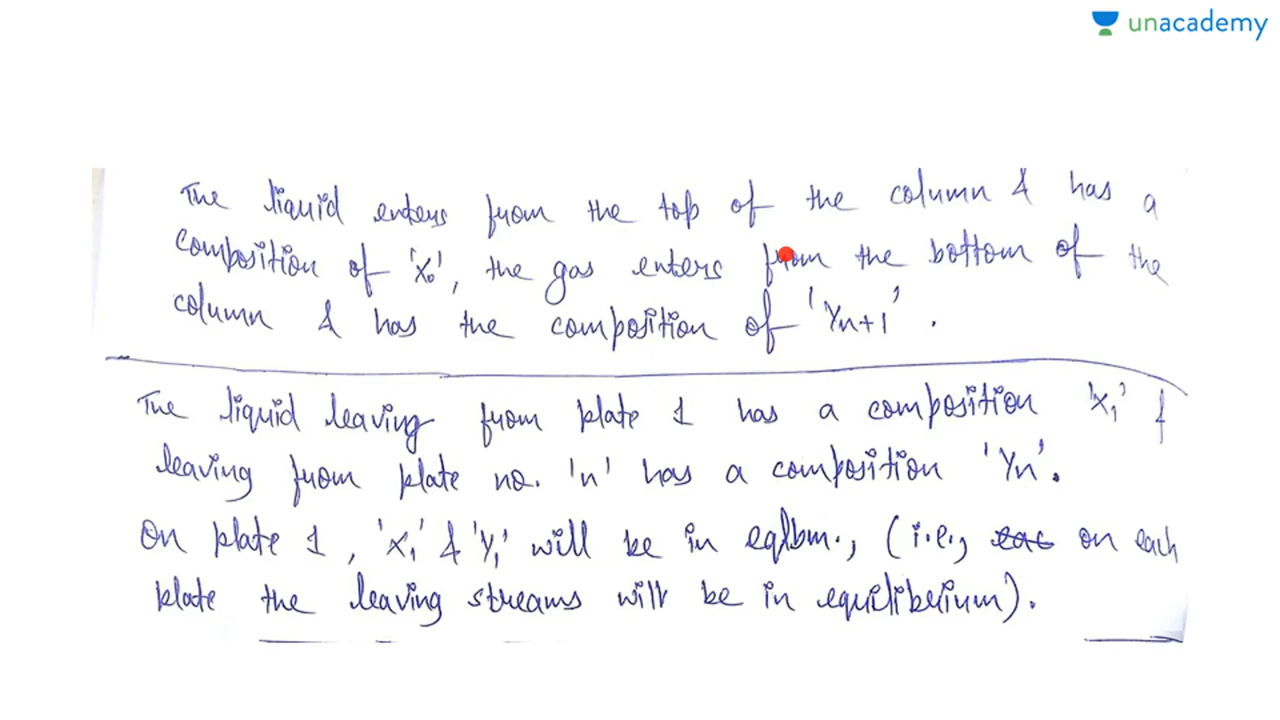 unacademy
The liquid enters from the top of the column & has a
composition of 'X₀', the gas enters from the bottom of the
column & has the composition of 'Yn+1'.
The liquid leaving from plate 1 has a composition 'X₁' &
leaving from plate no. 'n' has a composition 'Yn'.
On plate 1, 'X₁' & 'Y₁' will be in eqlbm., (i.e., eac on each
plate the leaving streams will be in equiliberium).